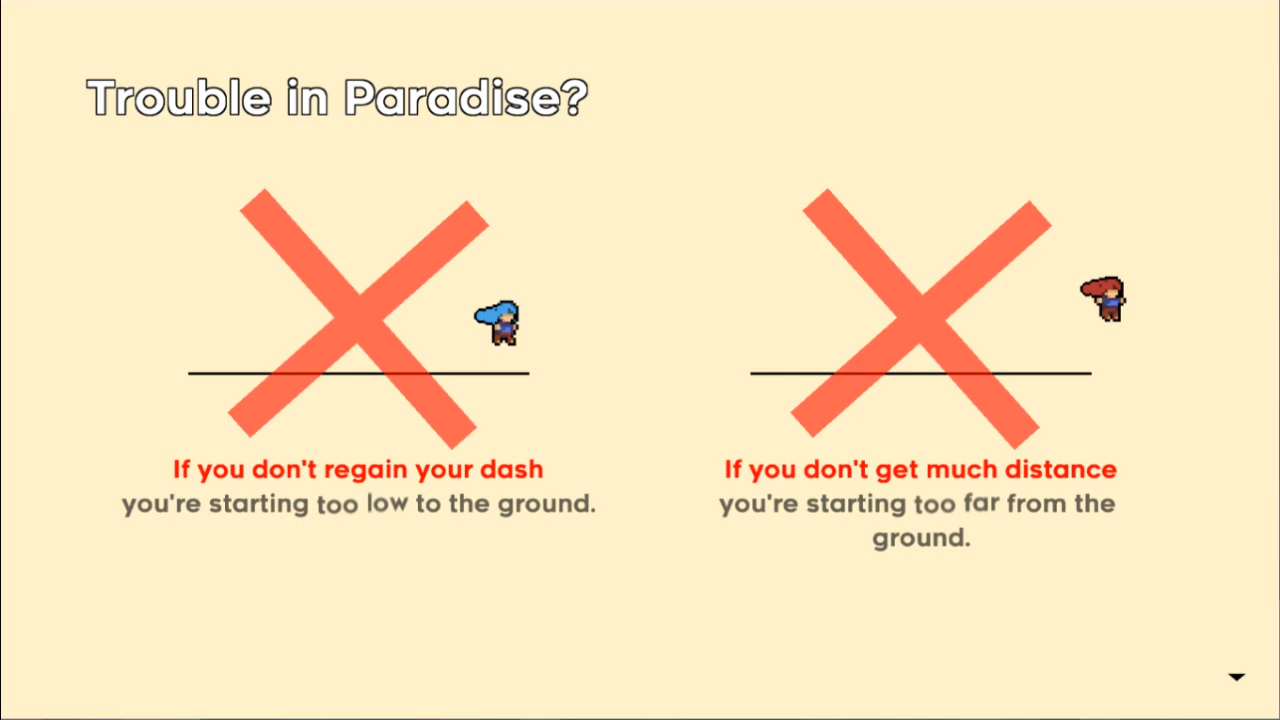 Trouble in Paradise?
If you don't regain your dash
you're starting too low to the ground.
If you don't get much distance
you're starting too far from the
ground.